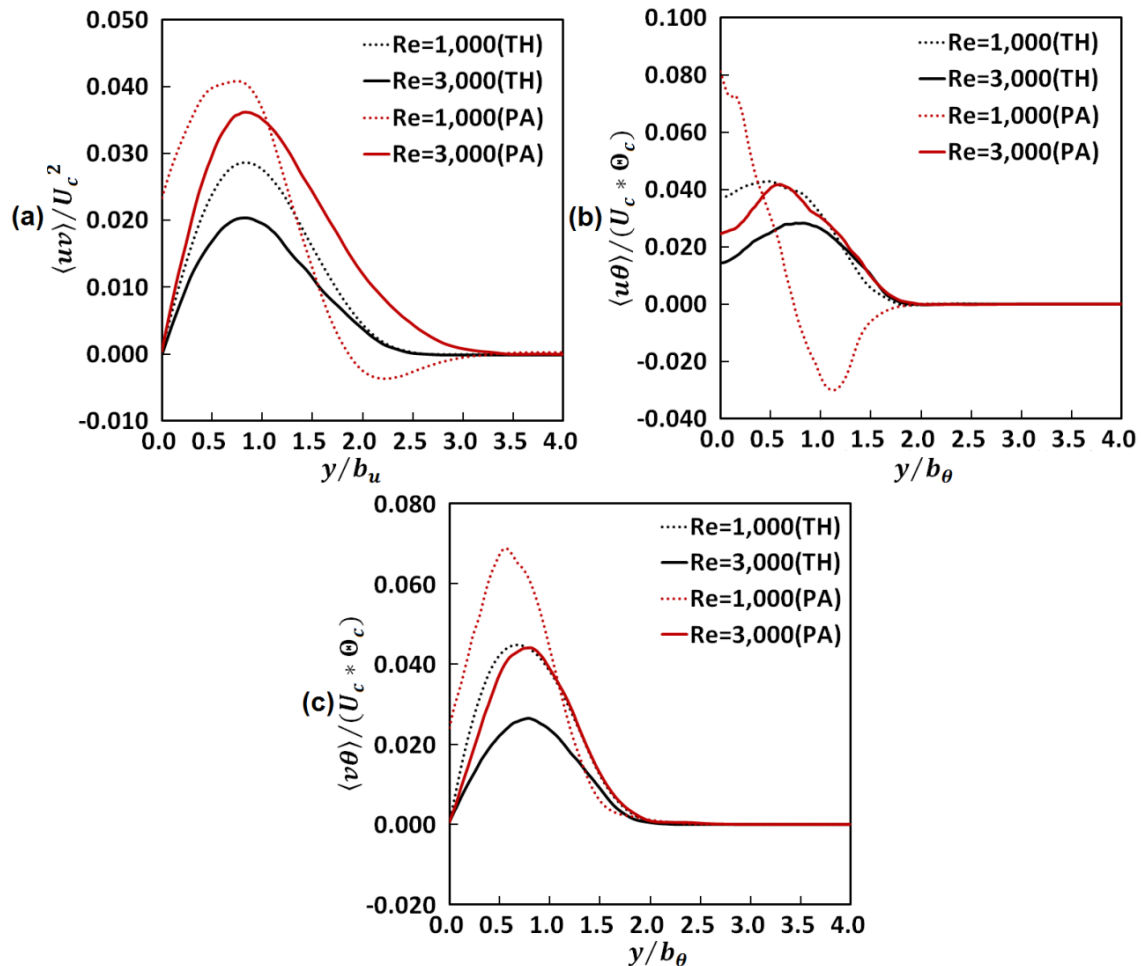 (a)
⟨uv⟩/U_c^2
0.050
0.040
0.030
0.020
0.010
0.000
-0.010
Re=1,000(TH)
Re=3,000(TH)
Re=1,000(PA)
Re=3,000(PA)
0.0 0.5 1.0 1.5 2.0 2.5 3.0 3.5 4.0
y/b_u
(b)
⟨uθ⟩/(U_c * Θ_c)
0.100
0.080
0.060
0.040
0.020
0.000
-0.020
-0.040
Re=1,000(TH)
Re=3,000(TH)
Re=1,000(PA)
Re=3,000(PA)
0.0 0.5 1.0 1.5 2.0 2.5 3.0 3.5 4.0
y/b_θ
(c)
⟨vθ⟩/(U_c * Θ_c)
0.080
0.060
0.040
0.020
0.000
-0.020
Re=1,000(TH)
Re=3,000(TH)
Re=1,000(PA)
Re=3,000(PA)
0.0 0.5 1.0 1.5 2.0 2.5 3.0 3.5 4.0
y/b_θ